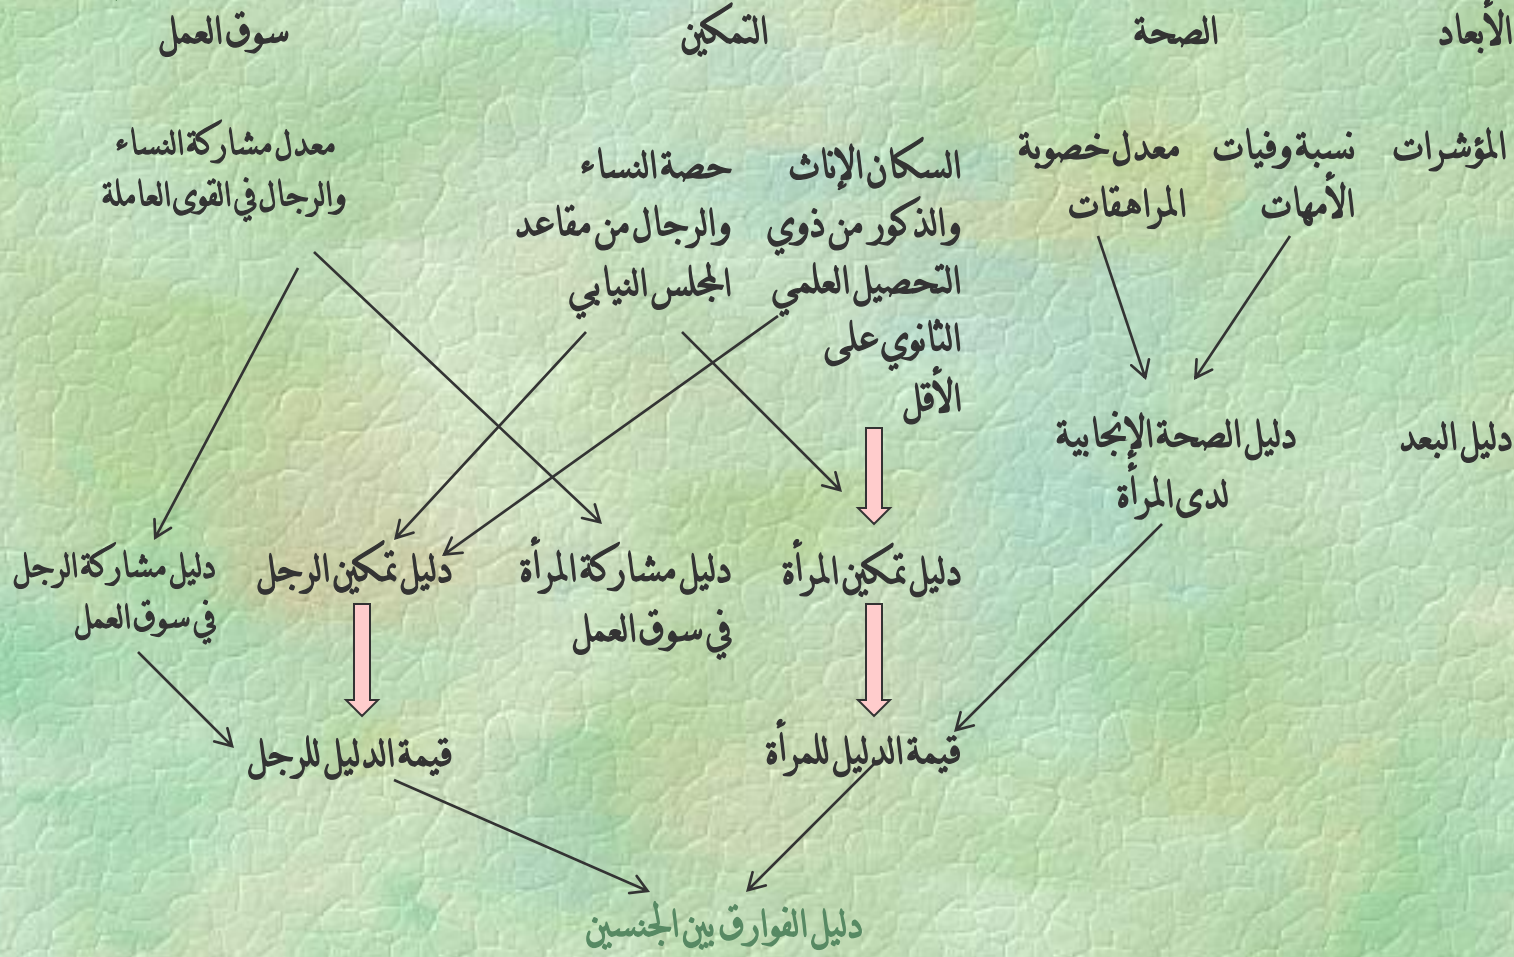 الأبعاد
الصحة
التمكين
سوق العمل
المؤشرات
نسبة وفيات
الأمهات
معدل خصوبة
المراهقات
السكان الإناث
والذكور من ذوي
التحصيل العلمي
الثانوي على
الأقل
حصة النساء
والرجال من مقاعد
المجلس النيابي
معدل مشاركة النساء
والرجال في القوى العاملة
دليل البعد
دليل الصحة الإنجابية
لدى المرأة
دليل تمكين المرأة
دليل مشاركة المرأة
في سوق العمل
دليل تمكين الرجل
دليل مشاركة الرجل
في سوق العمل
قيمة الدليل للمرأة
قيمة الدليل للرجل
دليل الفوارق بين الجنسين